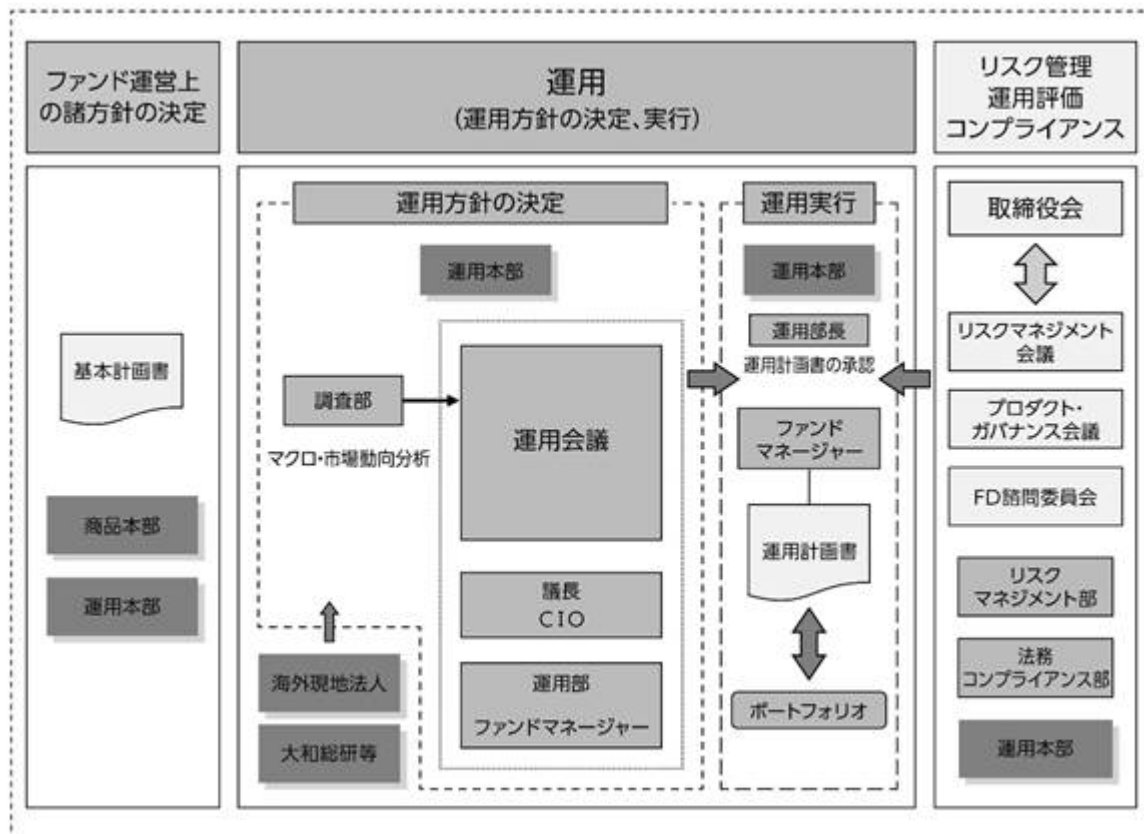 ファンド運営上
の諸方針の決定
運用
(運用方針の決定、実行)
リスク管理
運用評価
コンプライアンス
基本計画書
商品本部
運用本部
運用方針の決定
運用本部
調査部
マクロ・市場動向分析
運用会議
議長
CIO
運用部
ファンドマネージャー
海外現地法人
大和総研等
運用実行
運用本部
運用部長
運用計画書の承認
ファンド
マネージャー
運用計画書
ポートフォリオ
取締役会
リスクマネジメント
会議
プロダクト・
ガバナンス会議
FD諮問委員会
リスク
マネジメント部
法務
コンプライアンス部
運用本部